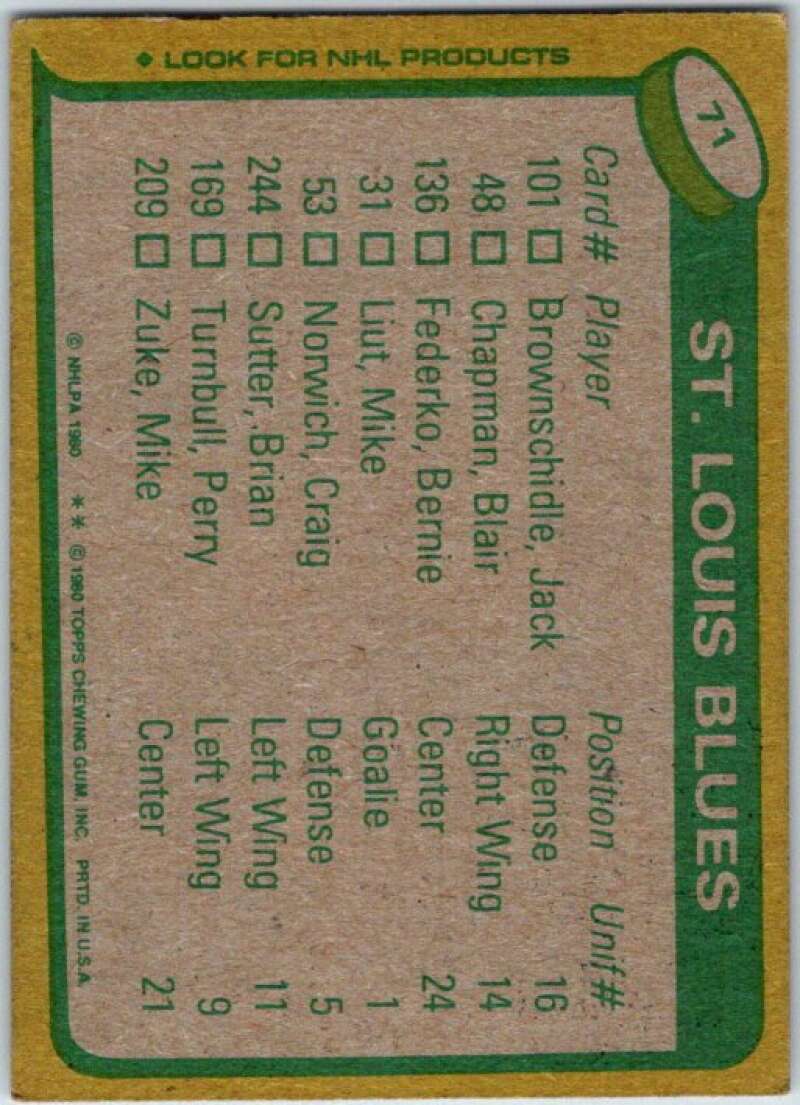 71
ST. LOUIS BLUES
Card# Player Position Unif#
101 Brownschidle, Jack Defense 16
48 Chapman, Blair Right Wing 14
136 Federko, Bernie Center 24
31 Liut, Mike Goalie 1
53 Norwich, Craig Defense 5
244 Sutter, Brian Left Wing 11
169 Turnbull, Perry Left Wing 9
209 Zuke, Mike Center 21
© NHLPA 1980 ** © 1980 TOPPS CHEWING GUM, INC. PRTD. IN U.S.A.
LOOK FOR NHL PRODUCTS